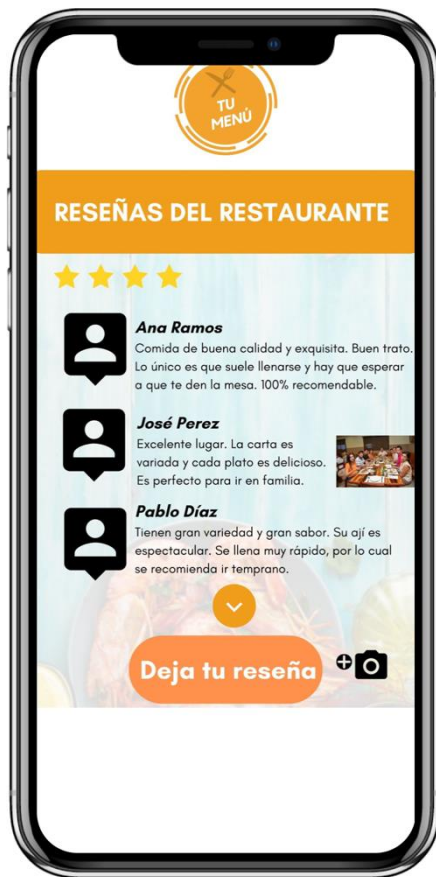 TU
MENÚ
RESEÑAS DEL RESTAURANTE
Ana Ramos
Comida de buena calidad y exquisita. Buen trato.
Lo único es que suele llenarse y hay que esperar
a que te den la mesa. 100% recomendable.
José Perez
Excelente lugar. La carta es
variada y cada plato es delicioso.
Es perfecto para ir en familia.
Pablo Díaz
Tienen gran variedad y gran sabor. Su ají es
espectacular. Se llena muy rápido, por lo cual
se recomienda ir temprano.
Deja tu reseña